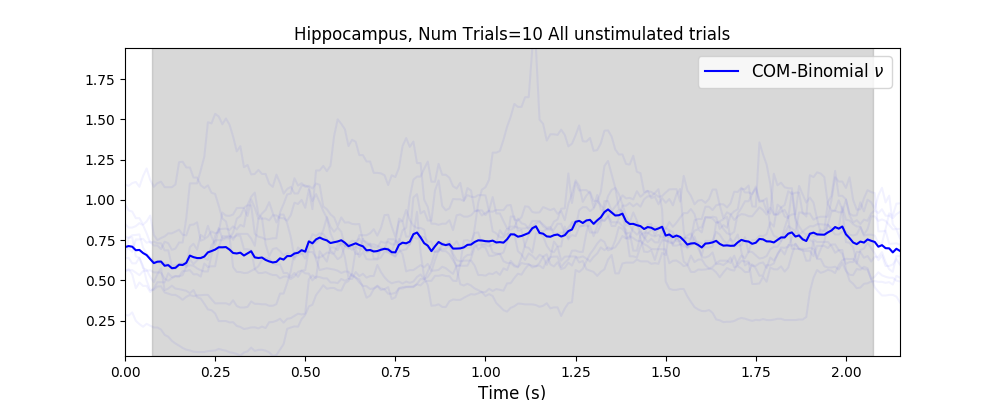 Hippocampus, Num Trials=10 All unstimulated trials
COM-Binomial ν
1.75
1.50
1.25
1.00
0.75
0.50
0.25
0.00 0.25 0.50 0.75 1.00 1.25 1.50 1.75 2.00
Time (s)